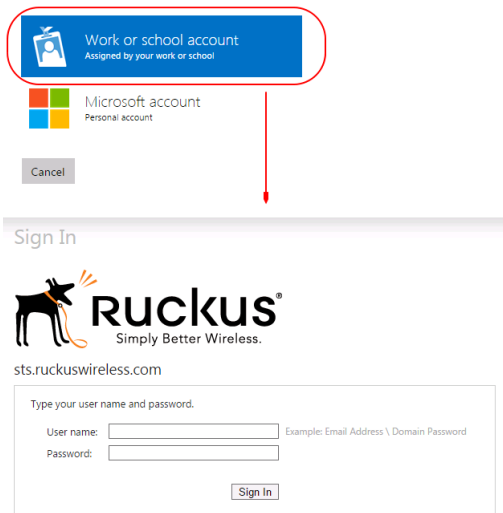 Work or school account
Assigned by your work or school
Microsoft account
Personal account
Cancel
Sign In
Ruckus®
Simply Better Wireless.
sts.ruckuswireless.com
Type your user name and password.
User name: Example: Email Address \ Domain Password
Password:
Sign In